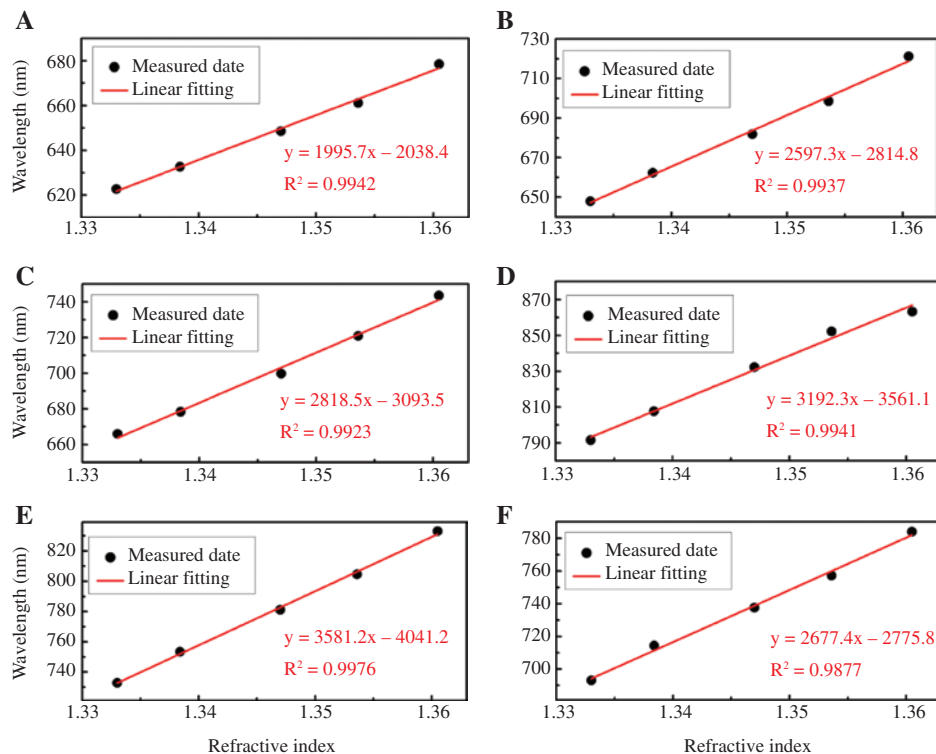 A
Wavelength (nm)
680
660
640
620
Measured date
Linear fitting
y = 1995.7x − 2038.4
R² = 0.9942
1.33 1.34 1.35 1.36
B
730
710
690
670
650
Measured date
Linear fitting
y = 2597.3x − 2814.8
R² = 0.9937
1.33 1.34 1.35 1.36
C
Wavelength (nm)
740
720
700
680
660
Measured date
Linear fitting
y = 2818.5x − 3093.5
R² = 0.9923
1.33 1.34 1.35 1.36
D
870
850
830
810
790
Measured date
Linear fitting
y = 3192.3x − 3561.1
R² = 0.9941
1.33 1.34 1.35 1.36
E
Wavelength (nm)
820
800
780
760
740
Measured date
Linear fitting
y = 3581.2x − 4041.2
R² = 0.9976
1.33 1.34 1.35 1.36
Refractive index
F
780
760
740
720
700
Measured date
Linear fitting
y = 2677.4x − 2775.8
R² = 0.9877
1.33 1.34 1.35 1.36
Refractive index